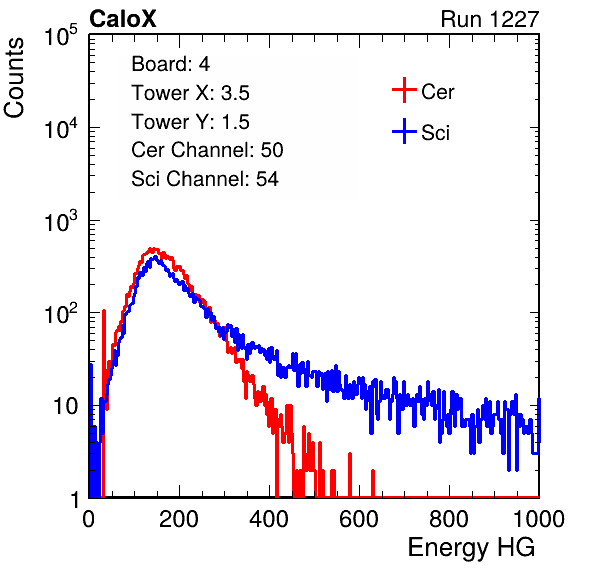 CaloX Run 1227
Counts
10^5
10^4
10^3
10^2
10
1
Board: 4
Tower X: 3.5
Tower Y: 1.5
Cer Channel: 50
Sci Channel: 54
Cer
Sci
0 200 400 600 800 1000
Energy HG